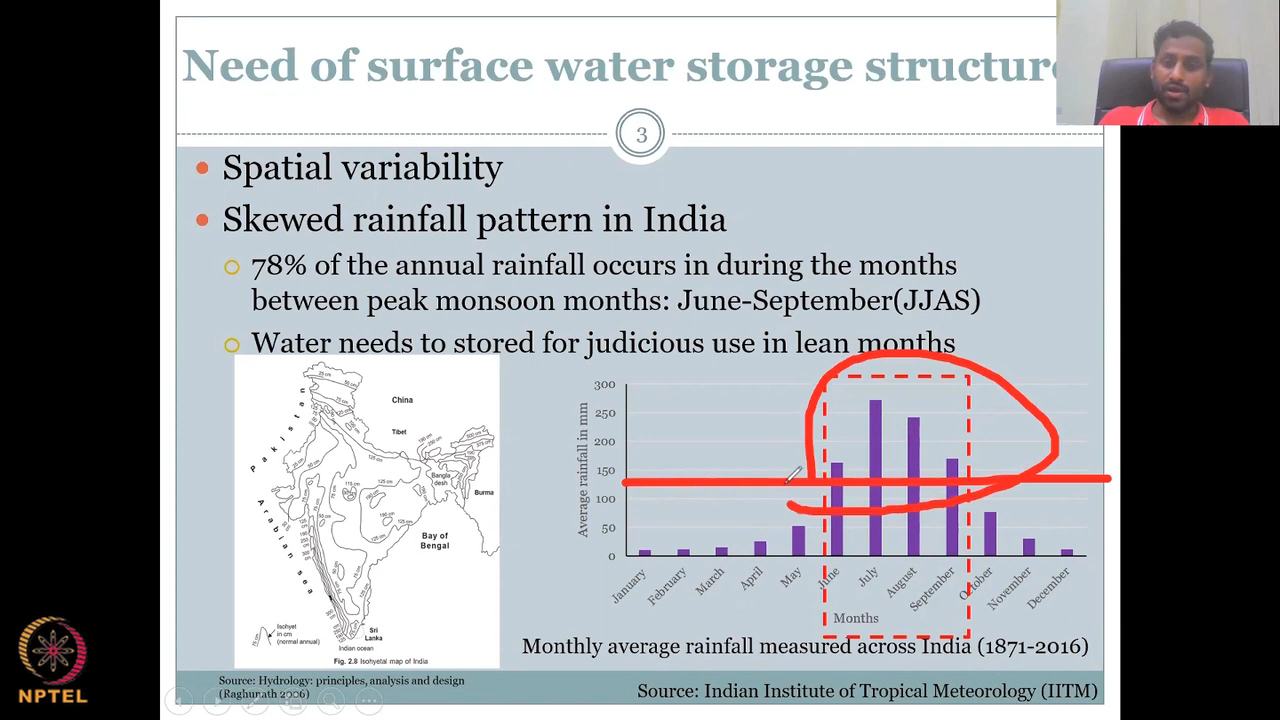 Need of surface water storage structure
3
Spatial variability
Skewed rainfall pattern in India
78% of the annual rainfall occurs in during the months
between peak monsoon months: June-September(JJAS)
Water needs to stored for judicious use in lean months
China
Tibet
Pakistan
Bangla
desh
Burma
Arabian sea
Bay of
Bengal
Sri
Lanka
Indian ocean
Isohyet
in cm
(normal annual)
75 cm
Fig. 2.8 Isohyetal map of India
Average rainfall in mm
300
250
200
150
100
50
0
January
February
March
April
May
June
July
August
September
October
November
December
Months
Monthly average rainfall measured across India (1871-2016)
Source: Hydrology: principles, analysis and design
(Raghunath 2006)
Source: Indian Institute of Tropical Meteorology (IITM)
NPTEL